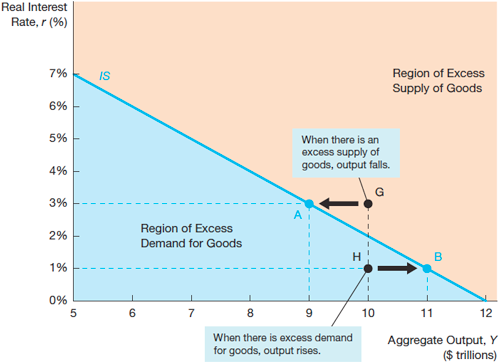 Real Interest
Rate, r (%)
7%
6%
5%
4%
3%
2%
1%
0%
IS
Region of Excess
Supply of Goods
When there is an
excess supply of
goods, output falls.
G
A
Region of Excess
Demand for Goods
H
B
5
6
7
8
9
10
11
12
When there is excess demand
for goods, output rises.
Aggregate Output, Y
($ trillions)